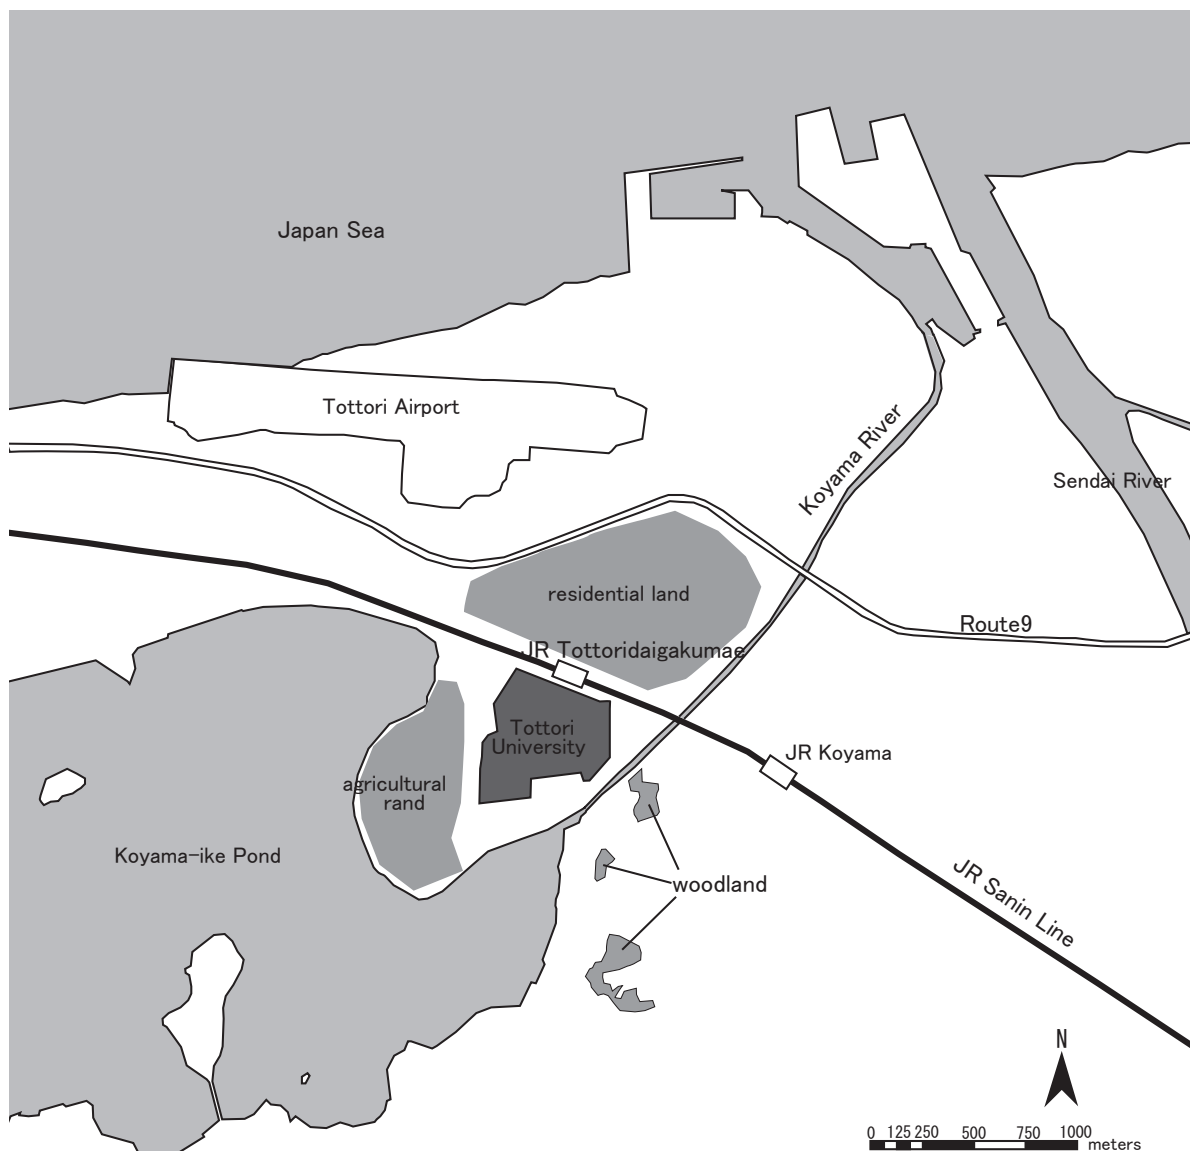 Japan Sea
Tottori Airport
Koyama River
Sendai River
residential land
Route9
JR Tottoridaigakumae
Tottori
University
JR Koyama
agricultural
rand
Koyama-ike Pond
woodland
JR Sanin Line
N
0 125 250 500 750 1000
meters